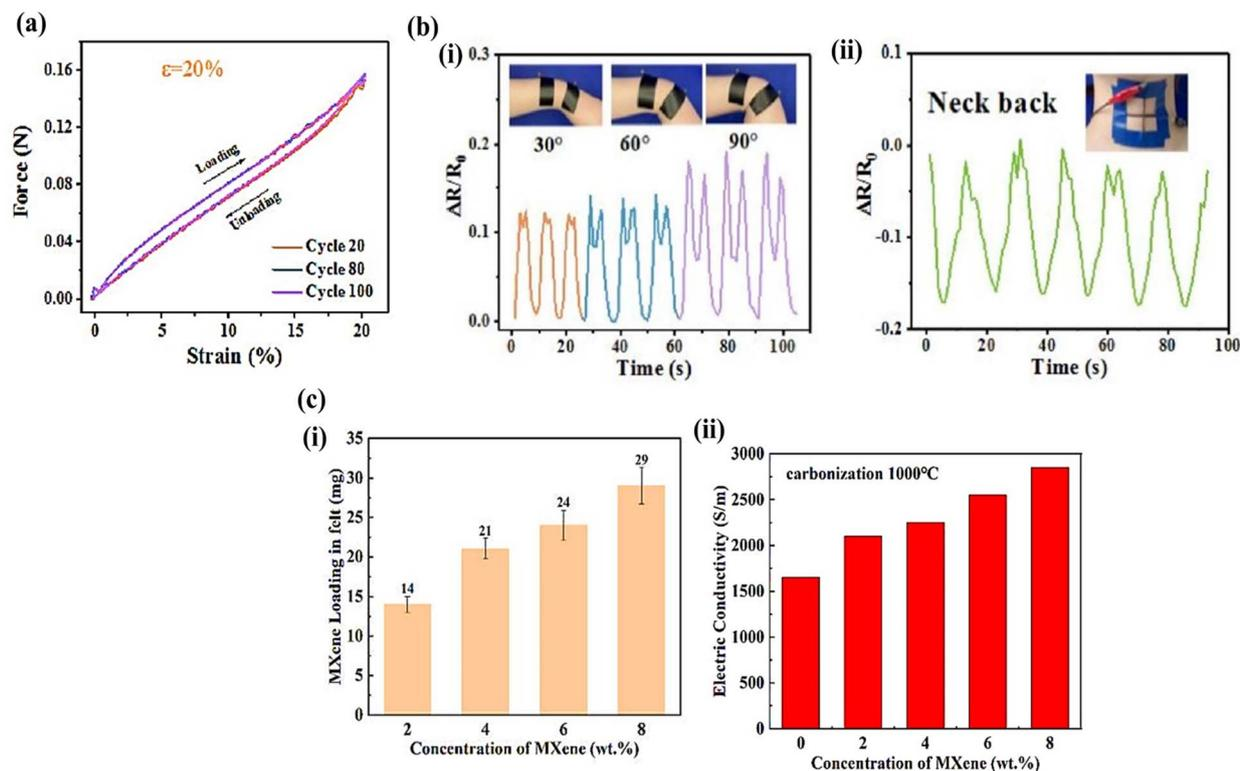 (a)
ε=20%
Force (N)
0.16
0.12
0.08
0.04
0.00
Loading
Unloading
Cycle 20
Cycle 80
Cycle 100
0 5 10 15 20
Strain (%)
(b)
(i)
ΔR/R0
0.3
0.2
0.1
0.0
30° 60° 90°
0 20 40 60 80 100
Time (s)
(ii)
ΔR/R0
0.1
0.0
-0.1
-0.2
Neck back
0 20 40 60 80 100
Time (s)
(c)
(i)
MXene Loading in felt (mg)
35
30
25
20
15
10
5
0
14
21
24
29
2 4 6 8
Concentration of MXene (wt.%)
(ii)
Electric Conductivity (S/m)
3000
2500
2000
1500
1000
500
0
carbonization 1000°C
0 2 4 6 8
Concentration of MXene (wt.%)